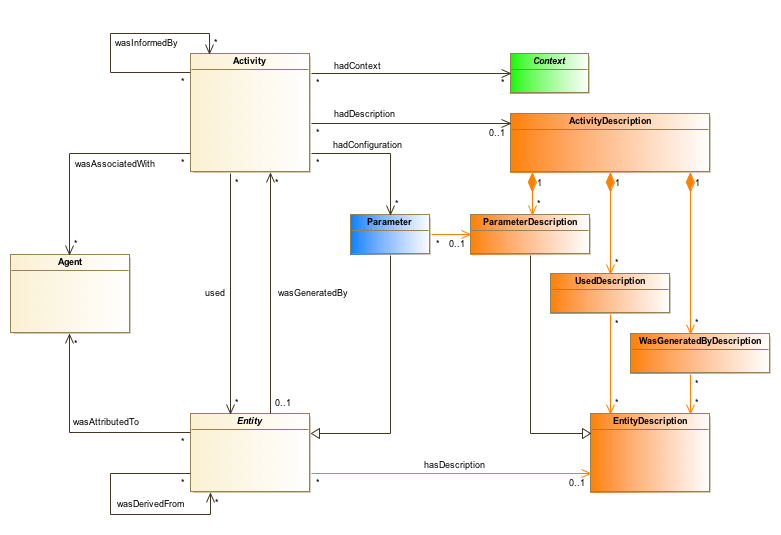 wasInformedBy
*
*
Activity
hadContext
*
*
Context
hadDescription
*
0..1
ActivityDescription
hadConfiguration
*
*
wasAssociatedWith
*
*
Agent
Parameter
*
0..1
ParameterDescription
1
*
1
*
UsedDescription
1
*
WasGeneratedByDescription
*
*
used
*
*
wasGeneratedBy
*
0..1
*
*
wasAttributedTo
*
*
Entity
EntityDescription
hasDescription
*
0..1
wasDerivedFrom
*
*